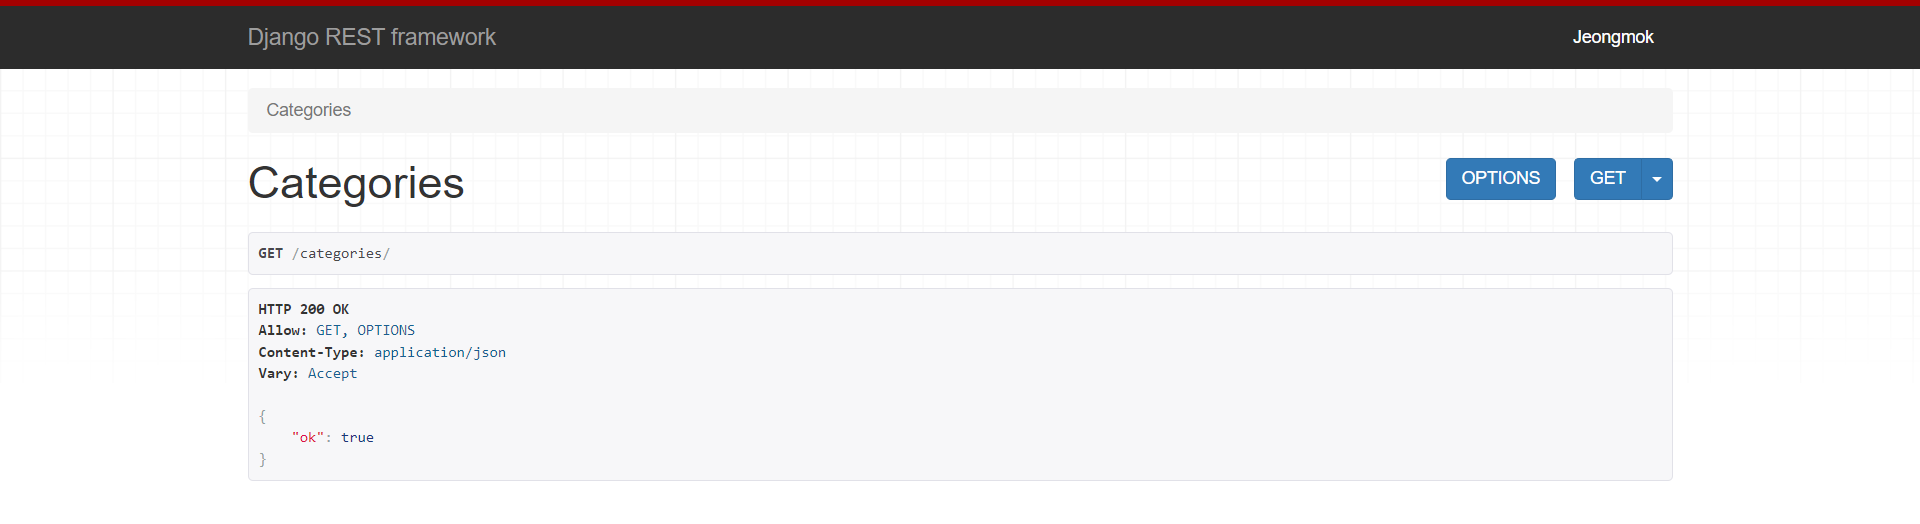 Django REST framework
Jeongmok
Categories
Categories
OPTIONS
GET
GET /categories/
HTTP 200 OK
Allow: GET, OPTIONS
Content-Type: application/json
Vary: Accept
{
    "ok": true
}